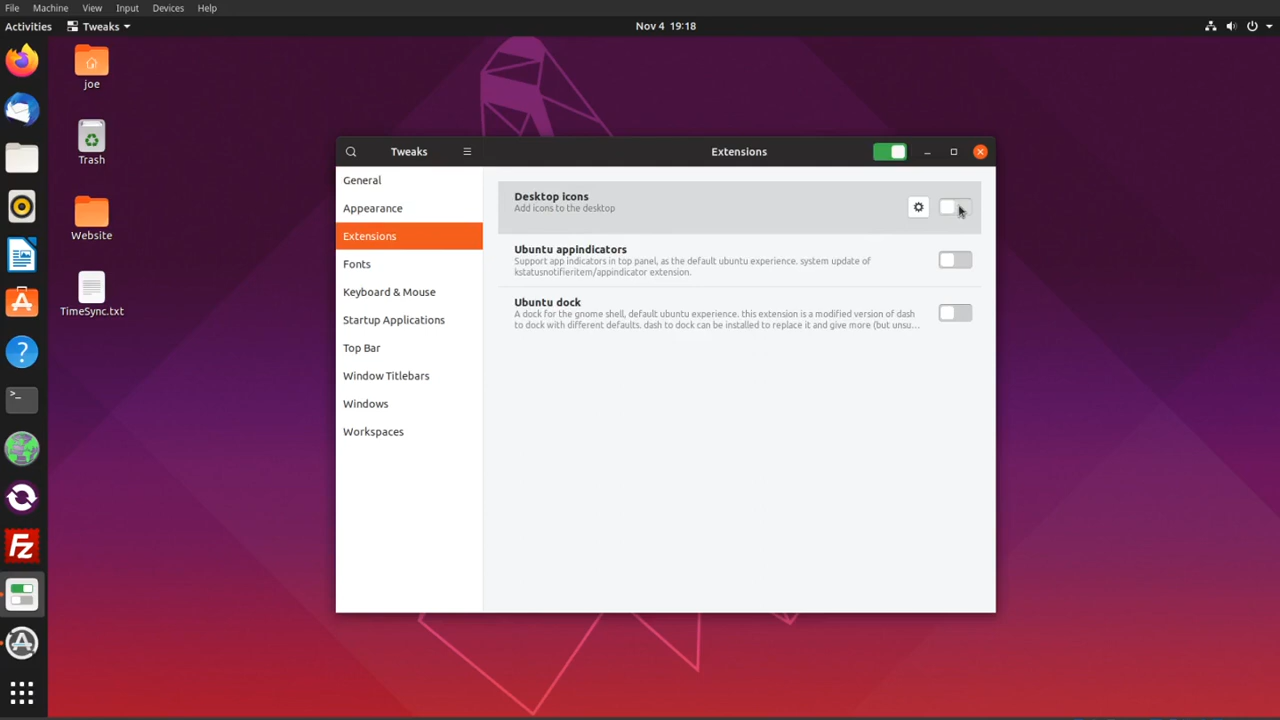 File Machine View Input Devices Help
Activities Tweaks Nov 4 19:18
joe
Trash
Website
TimeSync.txt
Tweaks Extensions
General
Appearance
Extensions
Fonts
Keyboard & Mouse
Startup Applications
Top Bar
Window Titlebars
Windows
Workspaces
Desktop icons
Add icons to the desktop
Ubuntu appindicators
Support app indicators in top panel, as the default ubuntu experience. system update of
kstatusnotifieritem/appindicator extension.
Ubuntu dock
A dock for the gnome shell, default ubuntu experience. this extension is a modified version of dash
to dock with different defaults. dash to dock can be installed to replace it and give more (but unsu...
?
>_
Fz